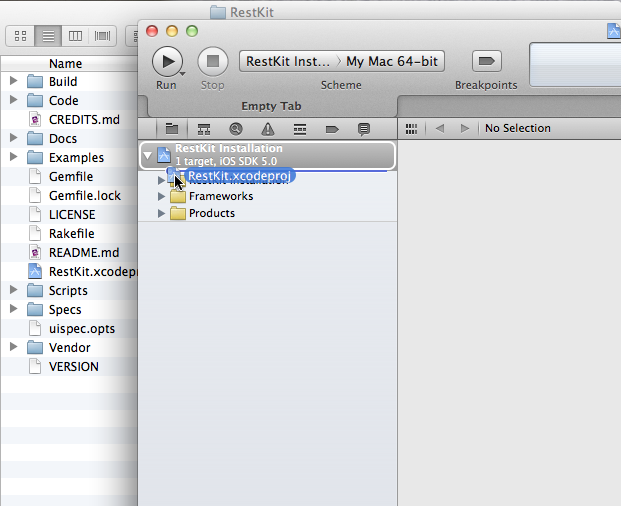 RestKit
Name
Build
Code
CREDITS.md
Docs
Examples
Gemfile
Gemfile.lock
LICENSE
Rakefile
README.md
RestKit.xcodepr
Scripts
Specs
uispec.opts
Vendor
VERSION
Run
Stop
RestKit Inst... My Mac 64-bit
Scheme
Breakpoints
Empty Tab
No Selection
RestKit Installation
1 target, iOS SDK 5.0
RestKit.xcodeproj
RestKit Installation
Frameworks
Products